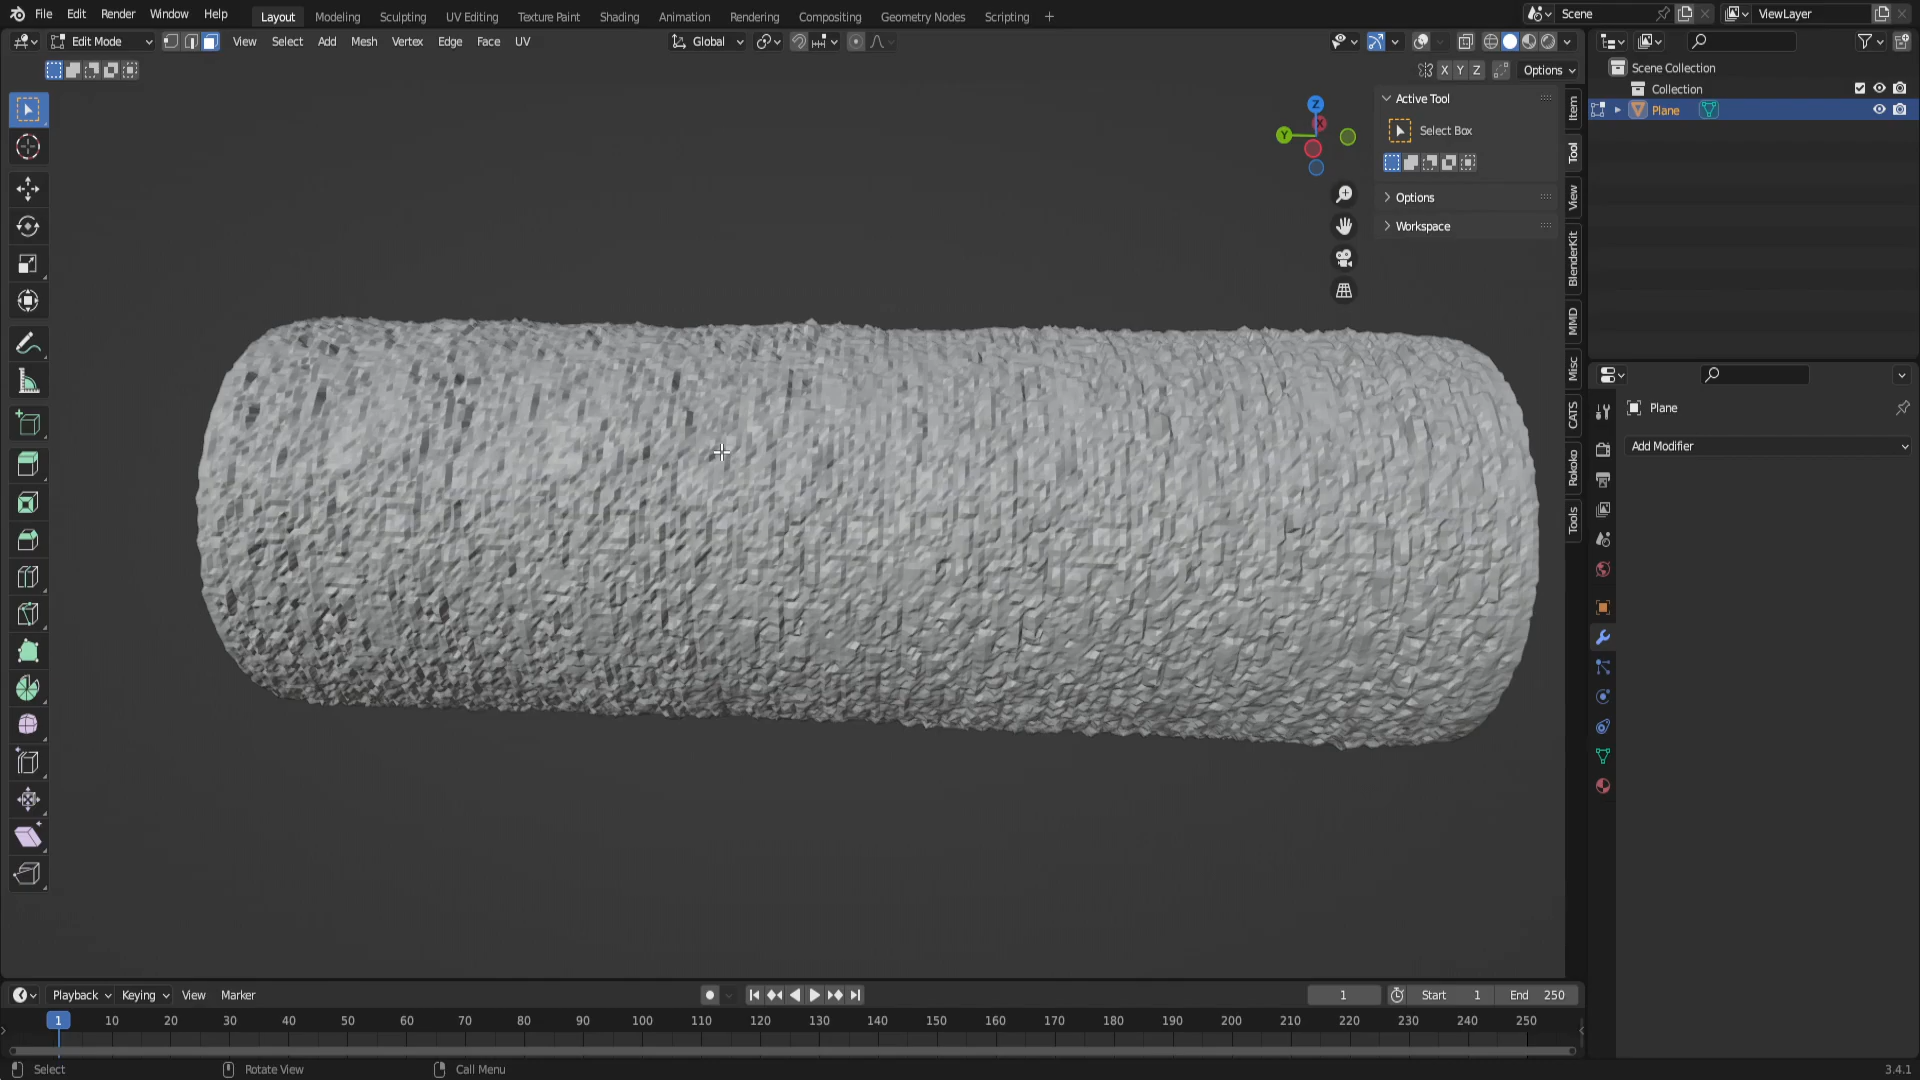 File Edit Render Window Help Layout Modeling Sculpting UV Editing Texture Paint Shading Animation Rendering Compositing Geometry Nodes Scripting + Scene ViewLayer
Edit Mode View Select Add Mesh Vertex Edge Face UV Global
X Y Z Options
Scene Collection
Collection
Plane
Z
X
Y
Active Tool
Select Box
Options
Workspace
Item
Tool
View
BlenderKit
MMD
Misc
CATS
Rokoko
Tools
Plane
Add Modifier
Playback Keying View Marker 1 Start 1 End 250
1 10 20 30 40 50 60 70 80 90 100 110 120 130 140 150 160 170 180 190 200 210 220 230 240 250
Select Rotate View Call Menu 3.4.1